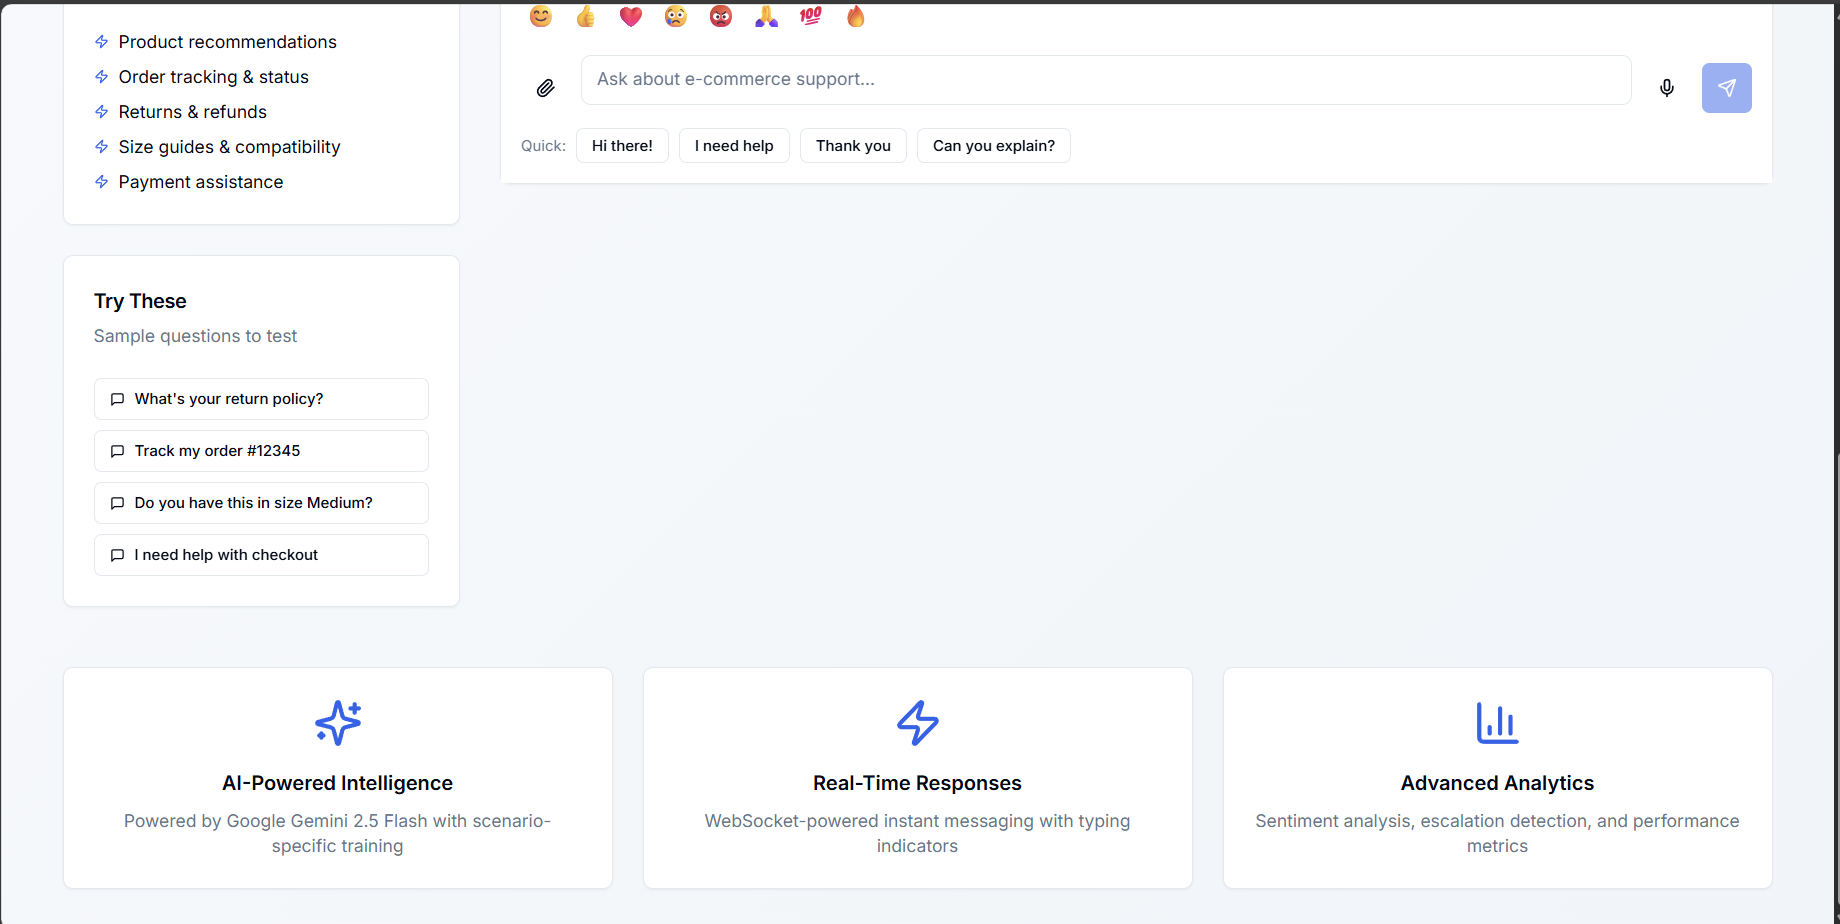 Product recommendations
Order tracking & status
Returns & refunds
Size guides & compatibility
Payment assistance
Ask about e-commerce support...
Quick: Hi there! I need help Thank you Can you explain?
Try These
Sample questions to test
What's your return policy?
Track my order #12345
Do you have this in size Medium?
I need help with checkout
AI-Powered Intelligence
Powered by Google Gemini 2.5 Flash with scenario-
specific training
Real-Time Responses
WebSocket-powered instant messaging with typing
indicators
Advanced Analytics
Sentiment analysis, escalation detection, and performance
metrics